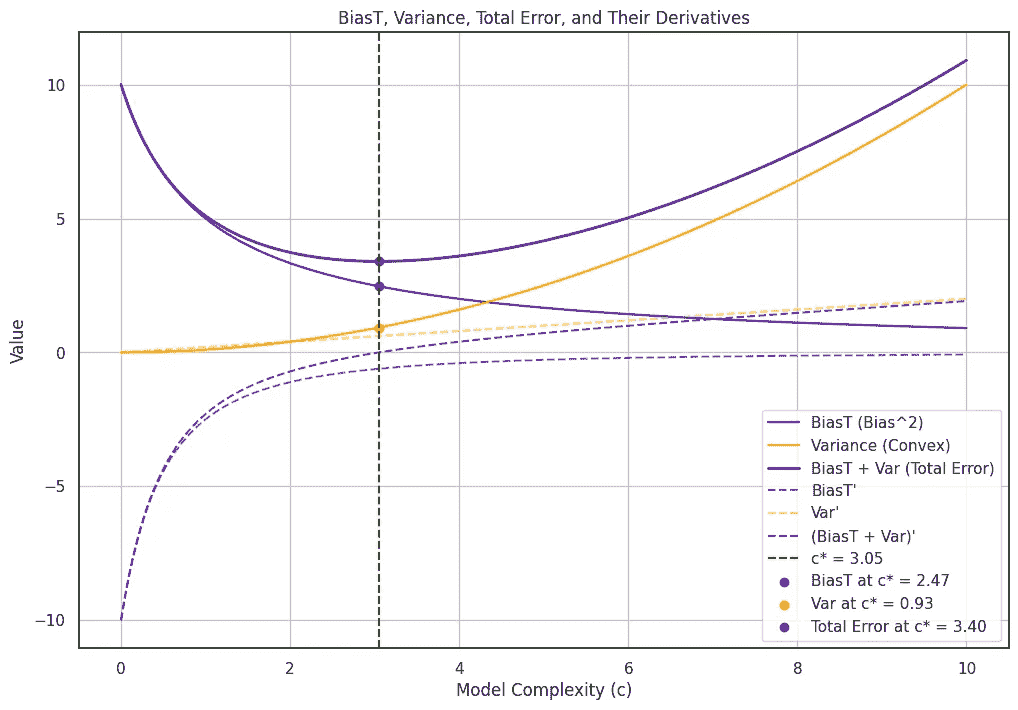 BiasT, Variance, Total Error, and Their Derivatives
Value
10
5
0
−5
−10
0 2 4 6 8 10
Model Complexity (c)
BiasT (Bias^2)
Variance (Convex)
BiasT + Var (Total Error)
BiasT'
Var'
(BiasT + Var)'
c* = 3.05
BiasT at c* = 2.47
Var at c* = 0.93
Total Error at c* = 3.40